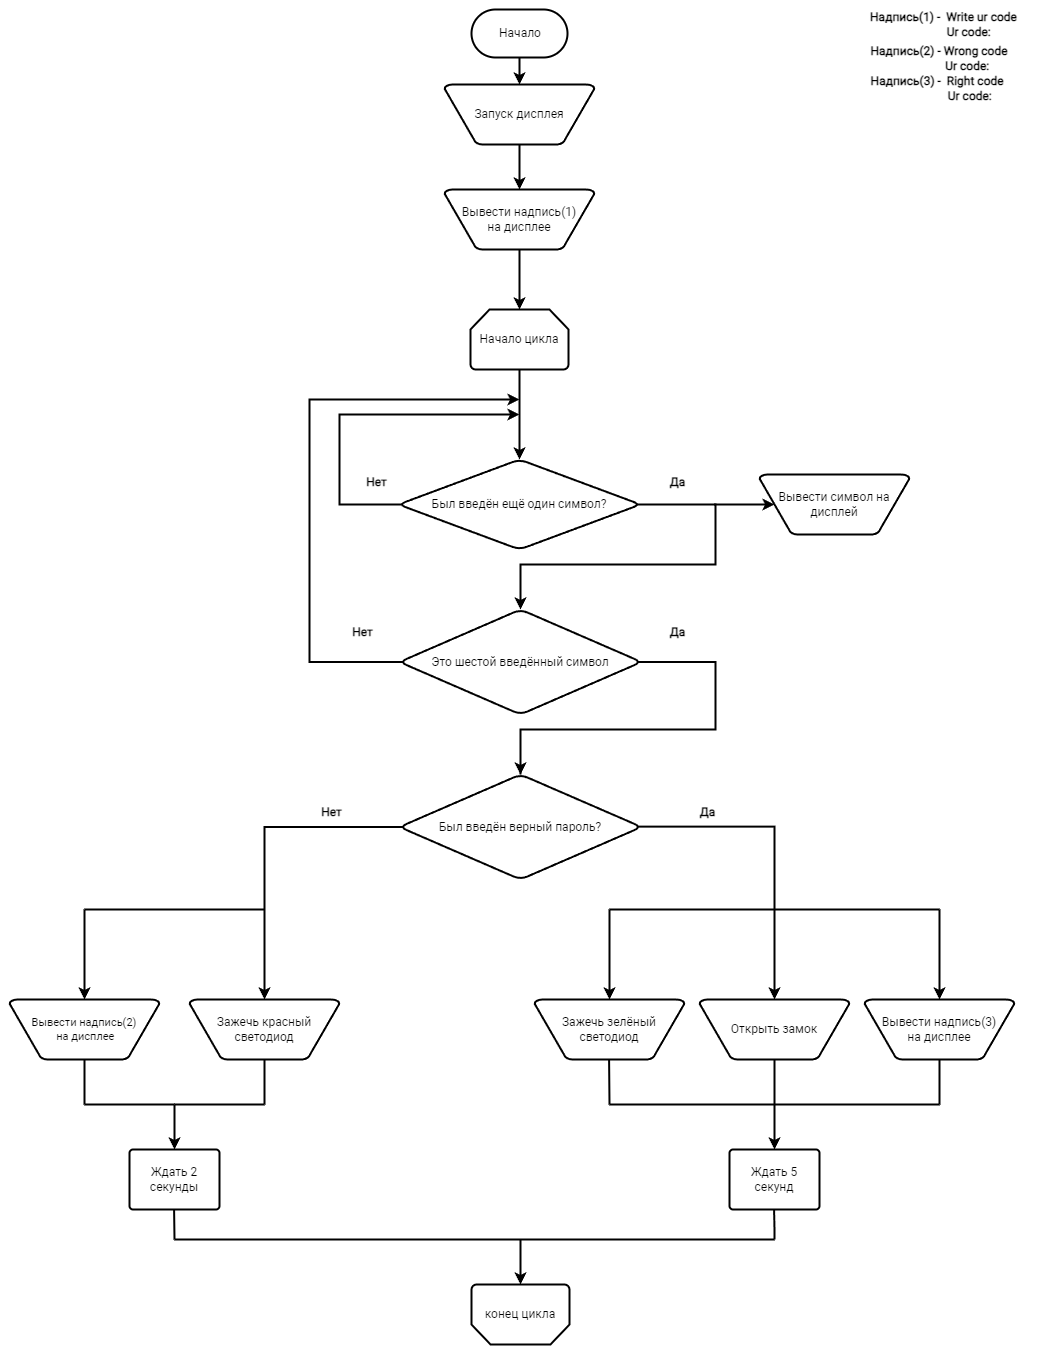 Надпись(1) - Write ur code
Ur code:
Надпись(2) - Wrong code
Ur code:
Надпись(3) - Right code
Ur code:
Начало
Запуск дисплея
Вывести надпись(1)
на дисплее
Начало цикла
Нет
Да
Был введён ещё один символ?
Вывести символ на
дисплей
Нет
Да
Это шестой введённый символ
Нет
Да
Был введён верный пароль?
Вывести надпись(2)
на дисплее
Зажечь красный
светодиод
Зажечь зелёный
светодиод
Открыть замок
Вывести надпись(3)
на дисплее
Ждать 2
секунды
Ждать 5
секунд
конец цикла